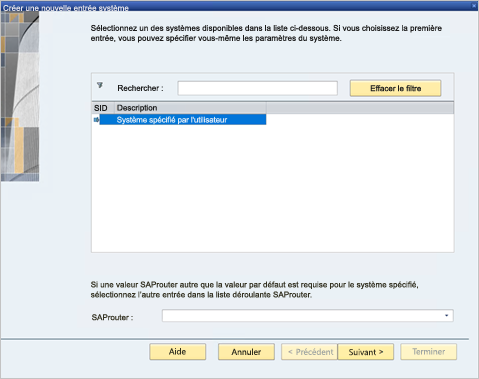 Créer une nouvelle entrée système
Sélectionnez un des systèmes disponibles dans la liste ci-dessous. Si vous choisissez la première
entrée, vous pouvez spécifier vous-même les paramètres du système.
Rechercher : Effacer le filtre
SID Description
Système spécifié par l'utilisateur
Si une valeur SAProuter autre que la valeur par défaut est requise pour le système spécifié,
sélectionnez l'autre entrée dans la liste déroulante SAProuter.
SAProuter :
Aide Annuler < Précédent Suivant > Terminer